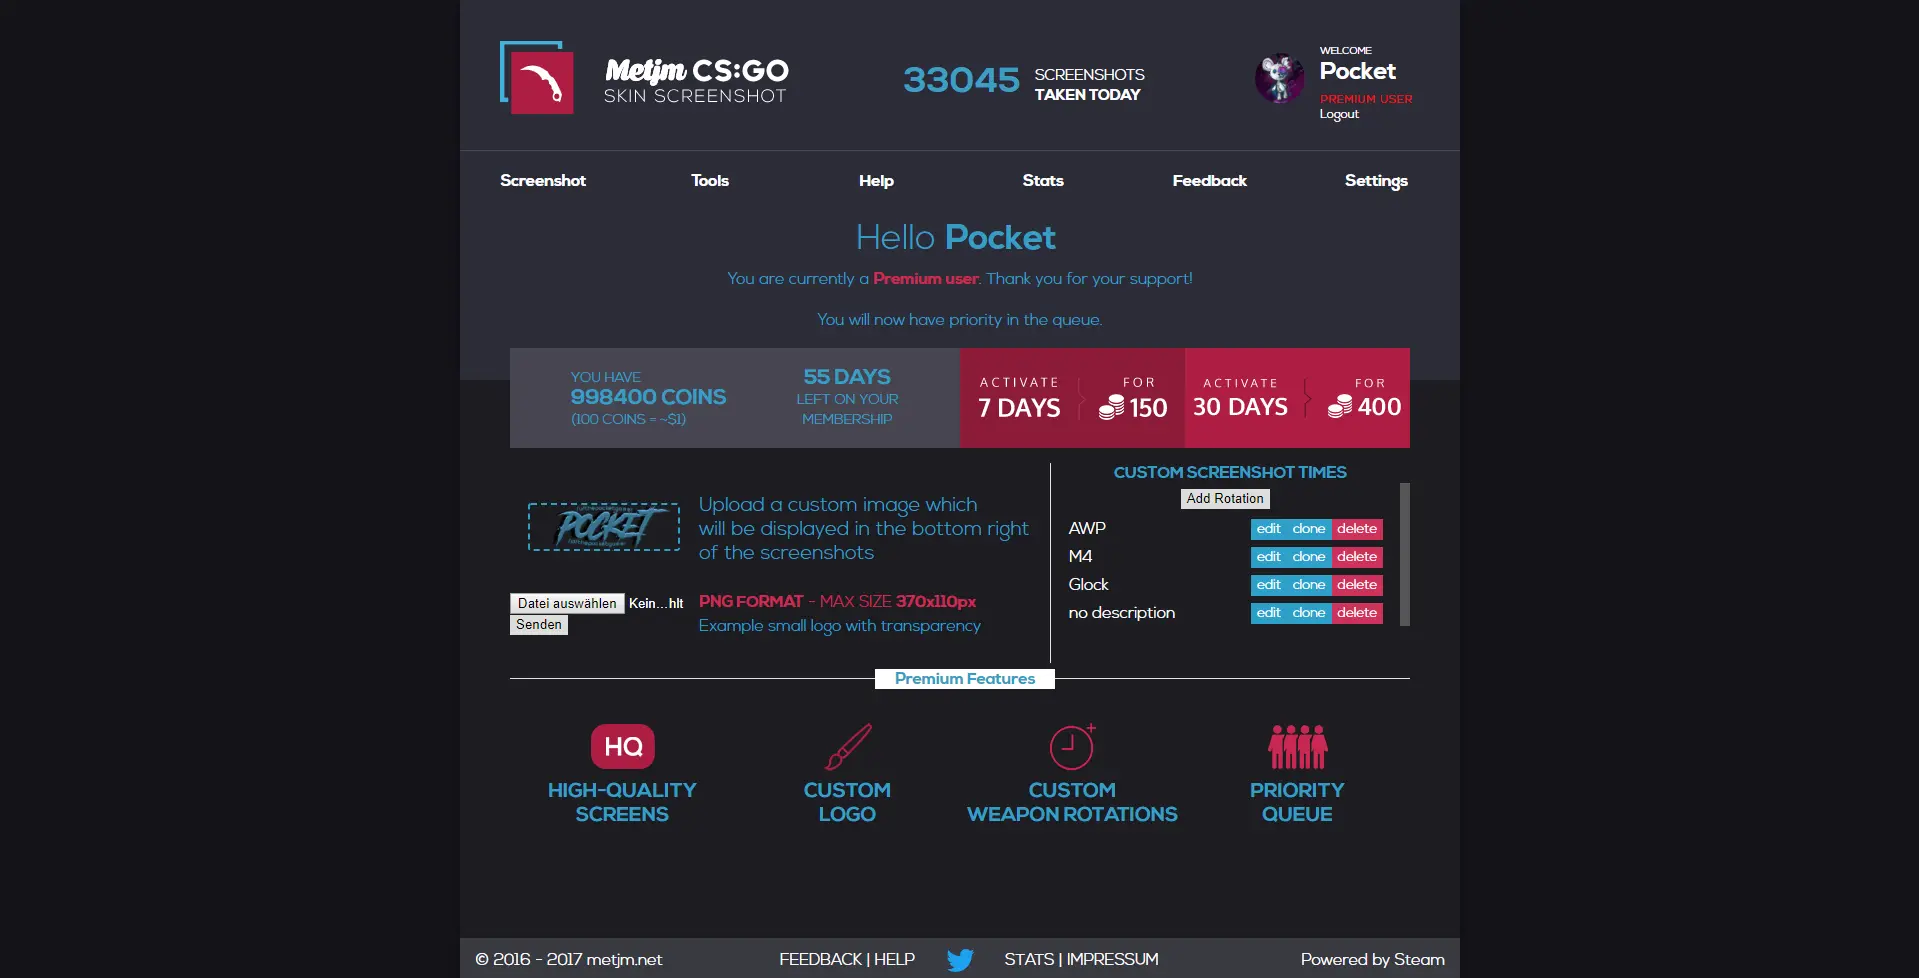 Metjm CS:GO
SKIN SCREENSHOT
33045 SCREENSHOTS
TAKEN TODAY
WELCOME
Pocket
PREMIUM USER
Logout
Screenshot Tools Help Stats Feedback Settings
Hello Pocket
You are currently a Premium user. Thank you for your support!
You will now have priority in the queue.
YOU HAVE
998400 COINS
(100 COINS = ~$1)
55 DAYS
LEFT ON YOUR
MEMBERSHIP
ACTIVATE
7 DAYS
FOR
150
ACTIVATE
30 DAYS
FOR
400
POCKET
Upload a custom image which
will be displayed in the bottom right
of the screenshots
Datei auswählen Kein...hlt
Senden
PNG FORMAT - MAX SIZE 370x110px
Example small logo with transparency
CUSTOM SCREENSHOT TIMES
Add Rotation
AWP edit clone delete
M4 edit clone delete
Glock edit clone delete
no description edit clone delete
Premium Features
HQ
HIGH-QUALITY
SCREENS
CUSTOM
LOGO
CUSTOM
WEAPON ROTATIONS
PRIORITY
QUEUE
© 2016 - 2017 metjm.net FEEDBACK | HELP STATS | IMPRESSUM Powered by Steam